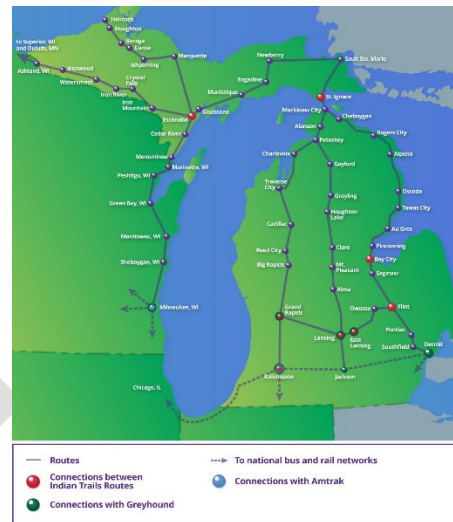 Hancock
Houghton
Baraga
L'anse
Ishpeming
Marquette
Newberry
Sault Ste. Marie
to Superior, WI
and Duluth, MN
Ashland, WI
Ironwood
Watersmeet
Crystal
Falls
Iron River
Iron
Mountain
Engadine
Manistique
Gladstone
Escanaba
Cedar River
St. Ignace
Mackinaw City
Cheboygan
Alanson
Petoskey
Rogers City
Alpena
Menominee
Marinette, WI
Peshtigo, WI
Charlevoix
Gaylord
Traverse
City
Grayling
Oscoda
Green Bay, WI
Houghton
Lake
Tawas City
Cadillac
Au Gres
Manitowoc, WI
Reed City
Clare
Pinconning
Sheboygan, WI
Big Rapids
Mt.
Pleasant
Bay City
Saginaw
Alma
Milwaukee, WI
Grand
Rapids
Owosso
Flint
Lansing
East
Lansing
Pontiac
Southfield
Detroit
Chicago, IL
Kalamazoo
Jackson
Routes
To national bus and rail networks
Connections between
Indian Trails Routes
Connections with Amtrak
Connections with Greyhound